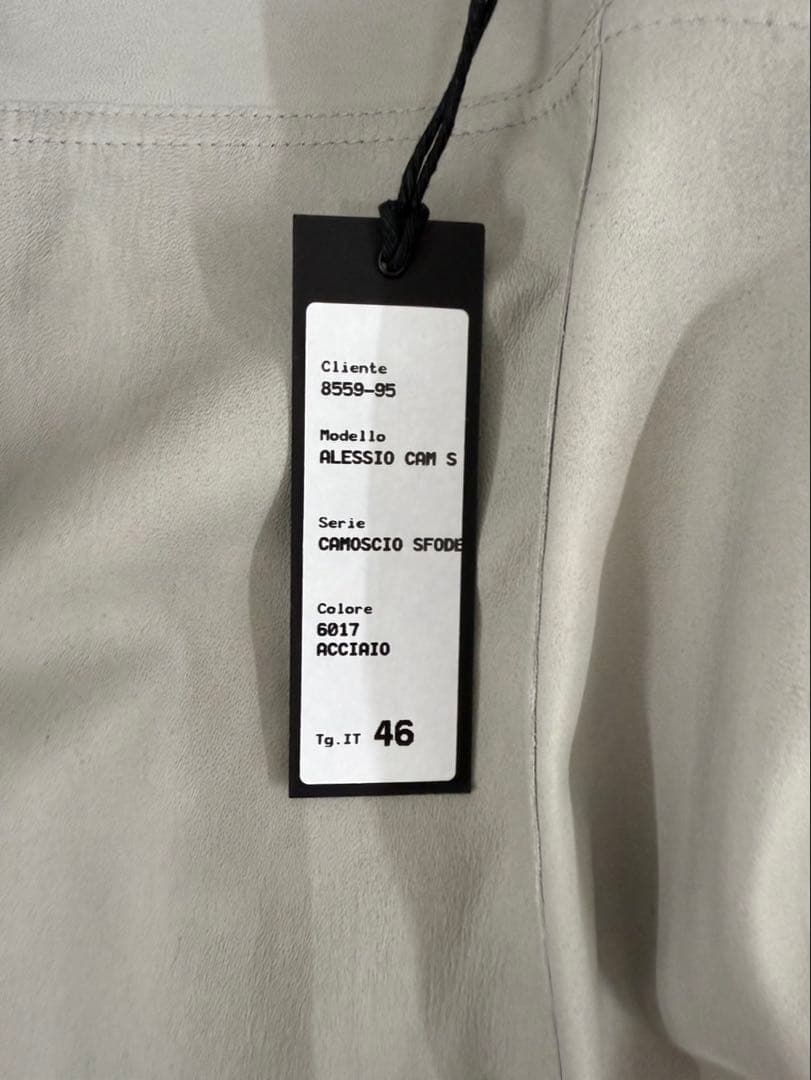 Cliente
8559-95
Modello
ALESSIO CAM S
Serie
CAMOSCIO SFODE
Colore
6017
ACCIAIO
Tg.IT 46